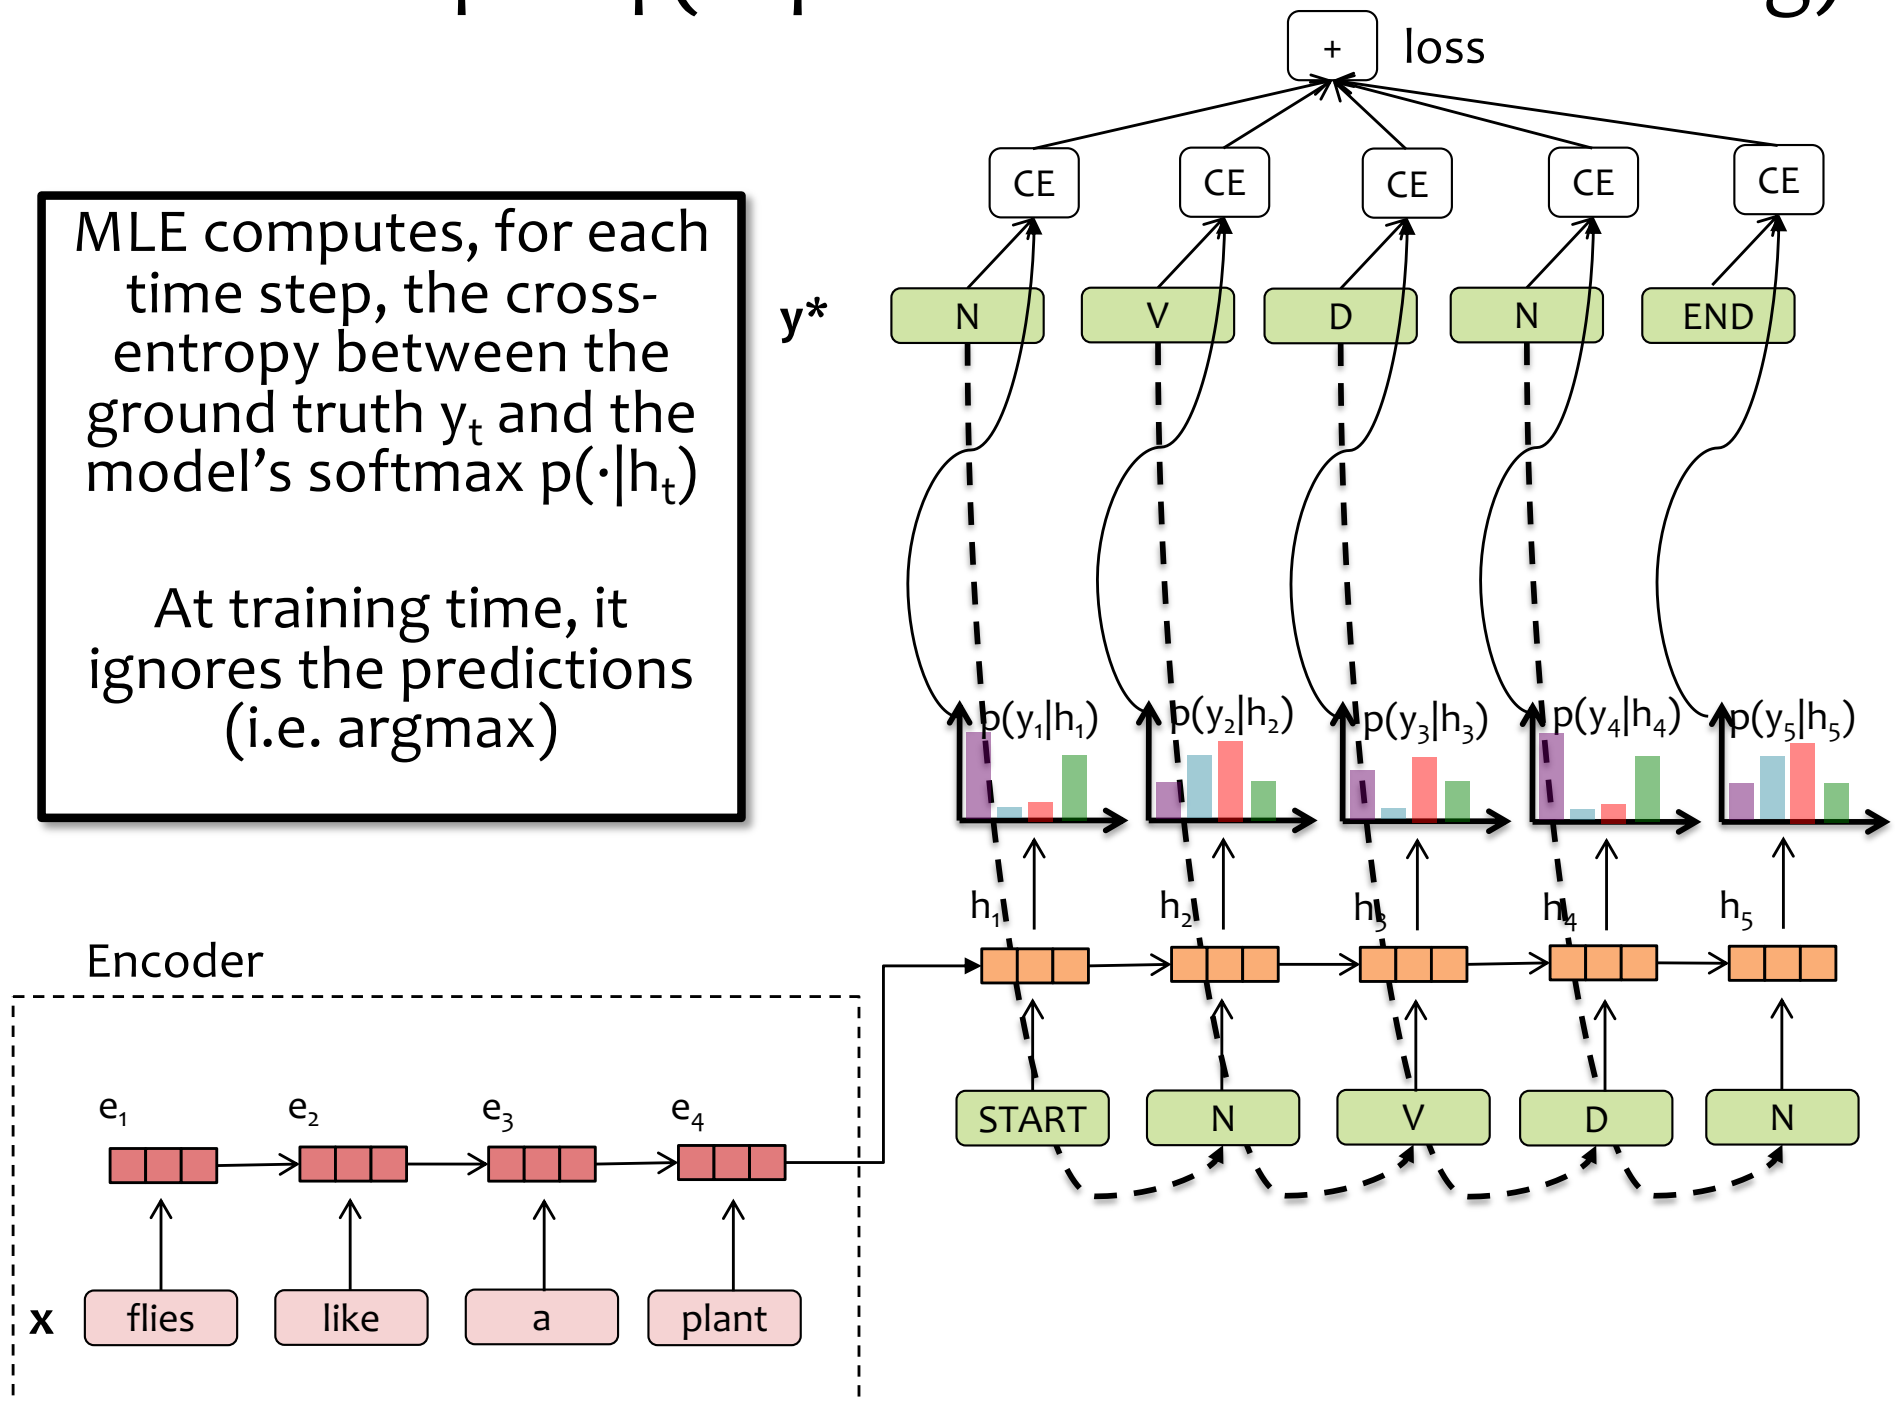 + loss
CE CE CE CE CE
MLE computes, for each
time step, the cross-
entropy between the
ground truth yt and the
model's softmax p(·|ht)
At training time, it
ignores the predictions
(i.e. argmax)
y* N V D N END
p(y1|h1) p(y2|h2) p(y3|h3) p(y4|h4) p(y5|h5)
h1 h2 h3 h4 h5
Encoder
START N V D N
e1 e2 e3 e4
x flies like a plant